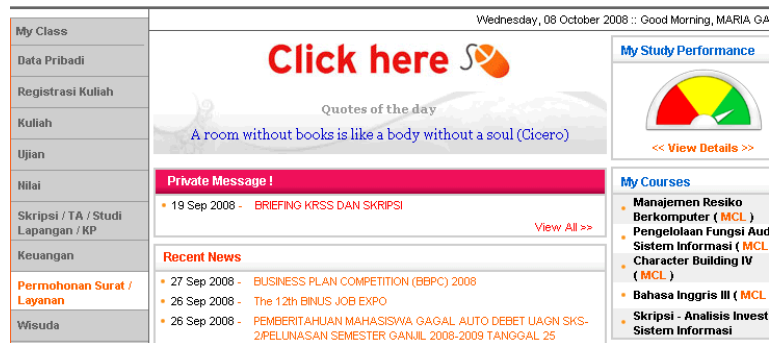 Wednesday, 08 October 2008 :: Good Morning, MARIA GA
My Class
Data Pribadi
Registrasi Kuliah
Kuliah
Ujian
Nilai
Skripsi / TA / Studi
Lapangan / KP
Keuangan
Permohonan Surat /
Layanan
Wisuda
Click here
Quotes of the day
A room without books is like a body without a soul (Cicero)
Private Message !
19 Sep 2008 - BRIEFING KRSS DAN SKRIPSI
View All >>
Recent News
27 Sep 2008 - BUSINESS PLAN COMPETITION (BBPC) 2008
26 Sep 2008 - The 12th BINUS JOB EXPO
26 Sep 2008 - PEMBERITAHUAN MAHASISWA GAGAL AUTO DEBET UAGN SKS-
2/PELUNASAN SEMESTER GANJIL 2008-2009 TANGGAL 25
My Study Performance
<< View Details >>
My Courses
Manajemen Resiko
Berkomputer ( MCL )
Pengelolaan Fungsi Aud
Sistem Informasi ( MCL
Character Building IV
( MCL )
Bahasa Inggris III ( MCL
Skripsi - Analisis Invest
Sistem Informasi